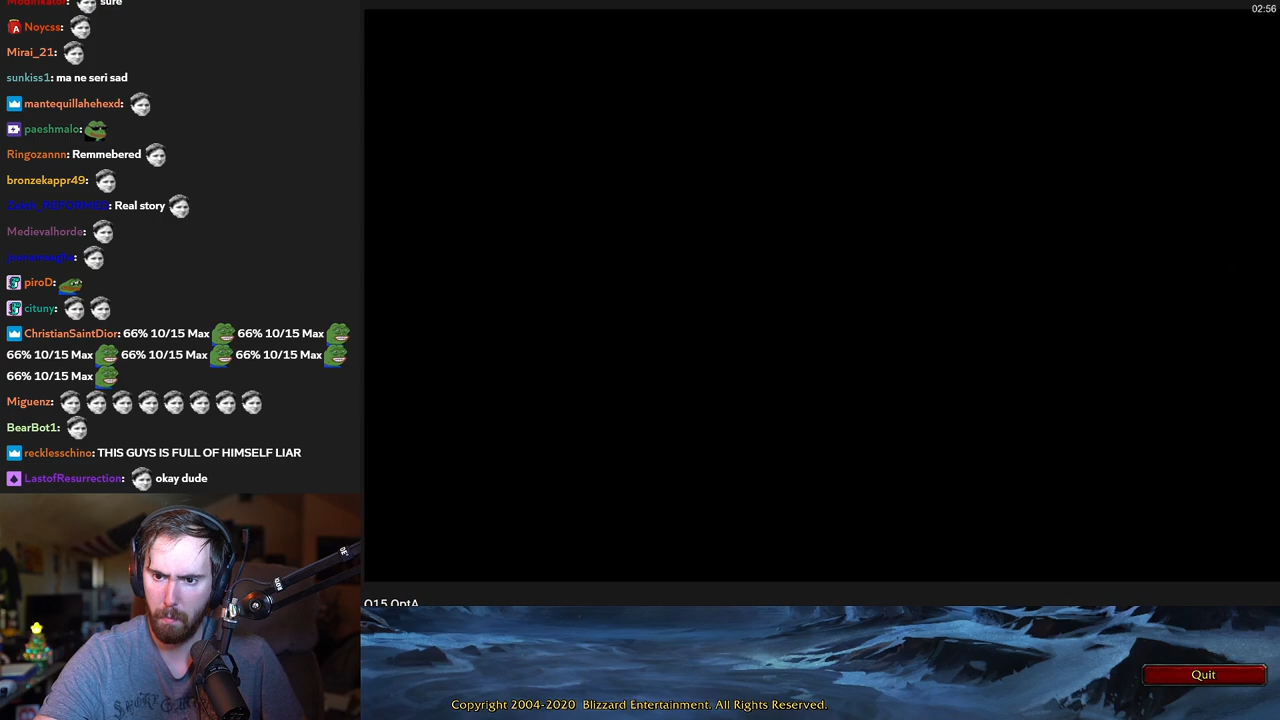 Modifikator: sure
02:56
Noycss:
Mirai_21:
sunkiss1: ma ne seri sad
mantequillahehexd:
paeshmalo:
Ringozannn: Remmebered
bronzekappr49:
Zaldk_REFORMED: Real story
Medievalhorde:
piroD:
cituny:
ChristianSaintDior: 66% 10/15 Max 66% 10/15 Max
66% 10/15 Max 66% 10/15 Max 66% 10/15 Max
66% 10/15 Max
Miguenz:
BearBot1:
recklesschino: THIS GUYS IS FULL OF HIMSELF LIAR
LastofResurrection: okay dude
Q15 OptA
Quit
Copyright 2004-2020 Blizzard Entertainment. All Rights Reserved.